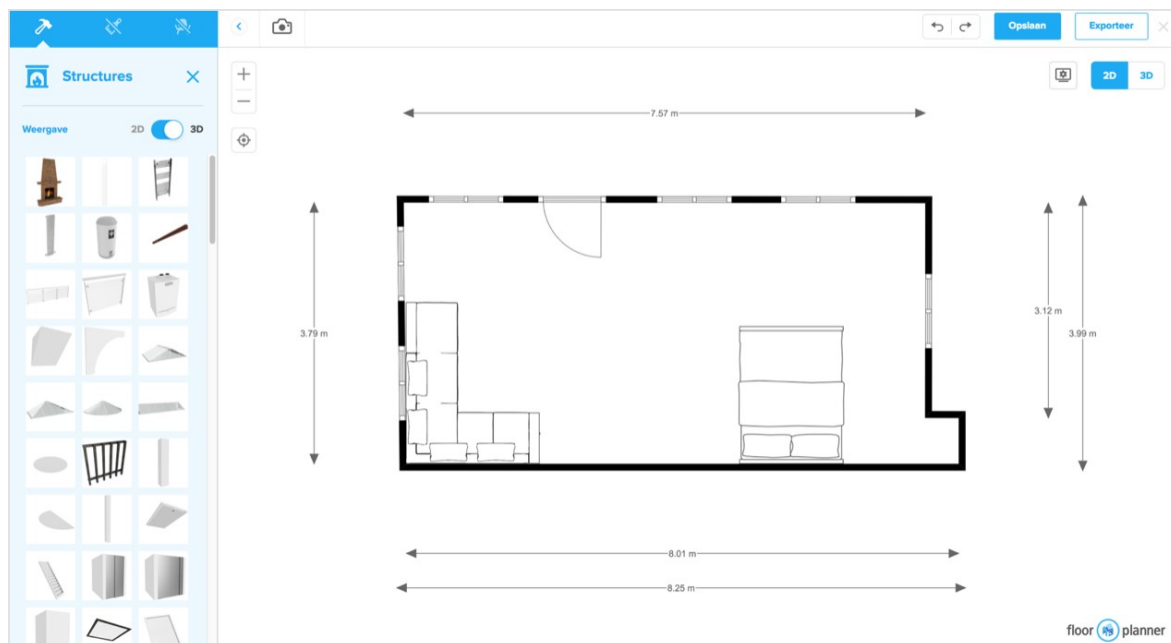 Opslaan
Exporteer
Structures
2D
3D
Weergave
2D
3D
7.57 m
3.79 m
3.12 m
3.99 m
8.01 m
8.25 m
floor planner